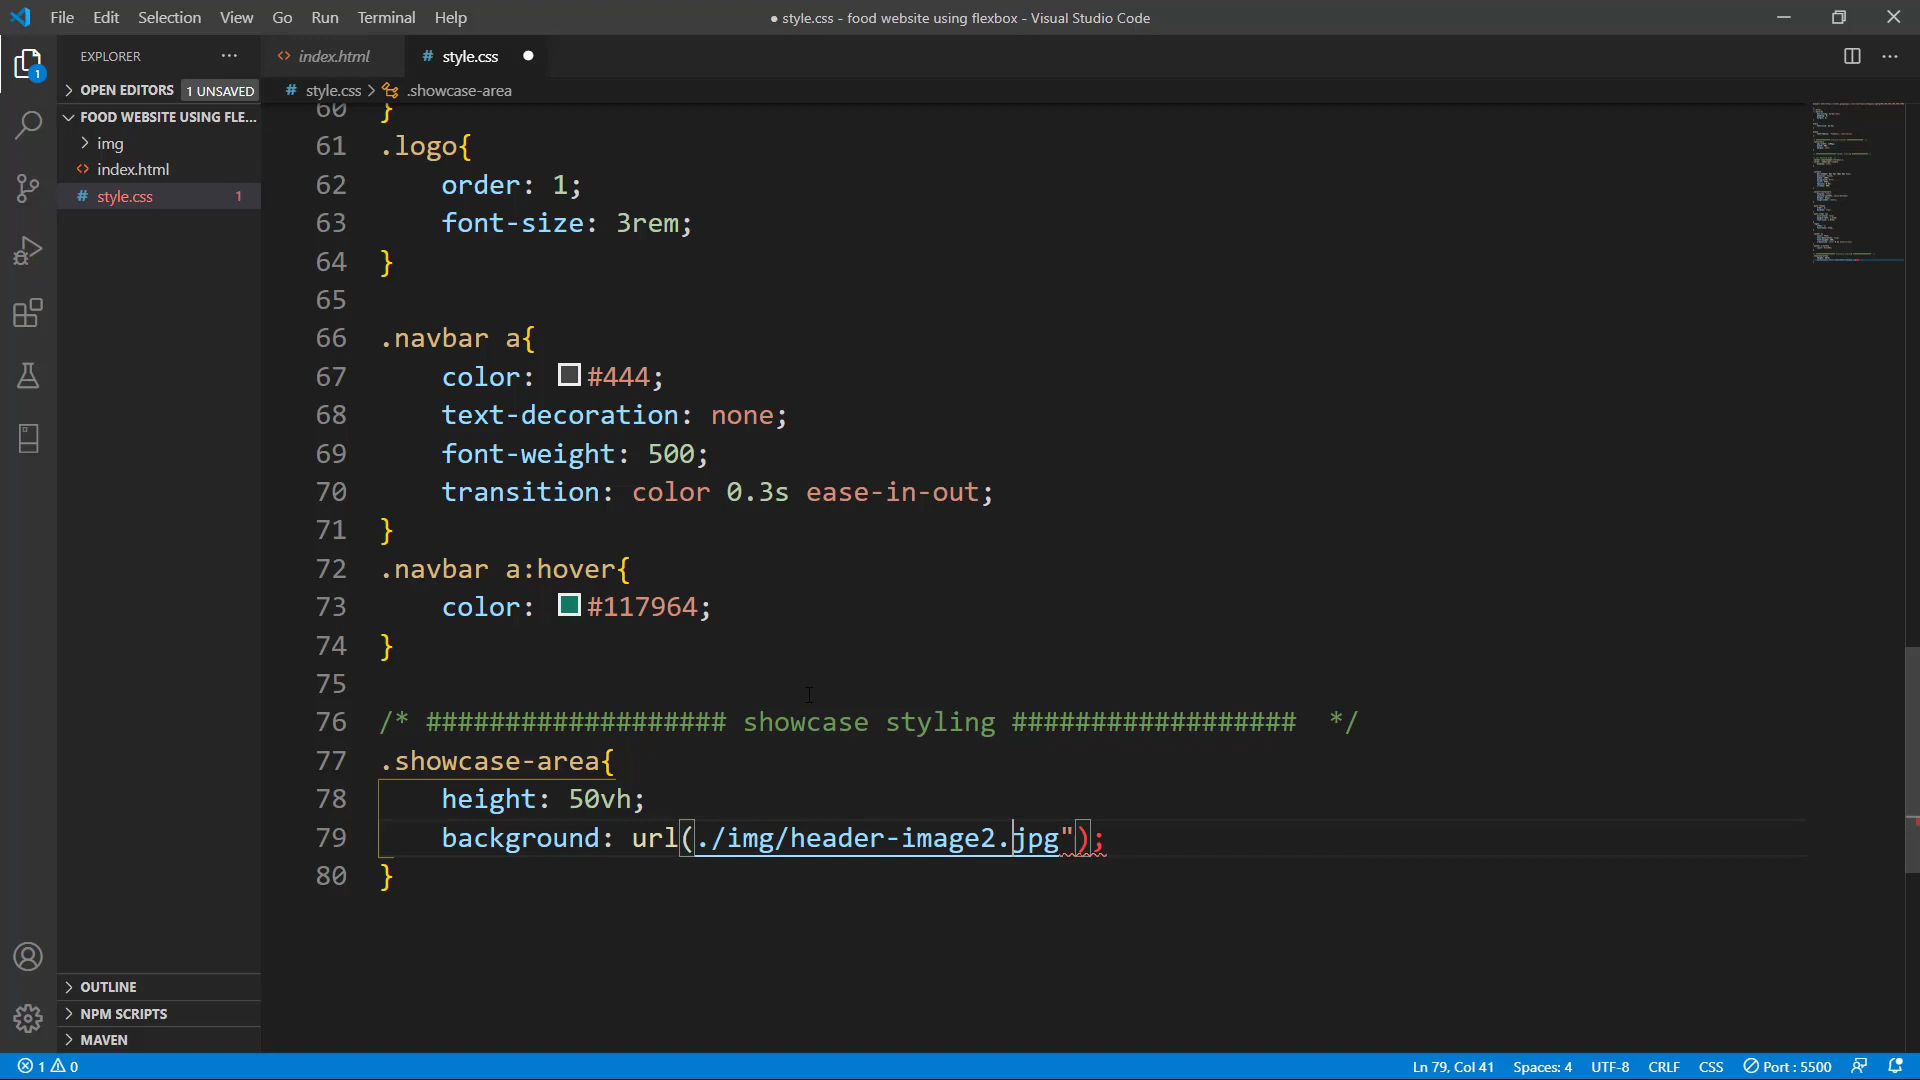 File Edit Selection View Go Run Terminal Help
● style.css - food website using flexbox - Visual Studio Code
EXPLORER ···
<> index.html
# style.css ●
OPEN EDITORS 1 UNSAVED
# style.css > .showcase-area
FOOD WEBSITE USING FLE...
> img
<> index.html
# style.css 1
1
60 }
61 .logo{
62 order: 1;
63 font-size: 3rem;
64 }
65
66 .navbar a{
67 color: #444;
68 text-decoration: none;
69 font-weight: 500;
70 transition: color 0.3s ease-in-out;
71 }
72 .navbar a:hover{
73 color: #117964;
74 }
75
76 /* ################### showcase styling ################## */
77 .showcase-area{
78 height: 50vh;
79 background: url(./img/header-image2.jpg");
80 }
OUTLINE
NPM SCRIPTS
MAVEN
1 0
Ln 79, Col 41 Spaces: 4 UTF-8 CRLF CSS Port : 5500